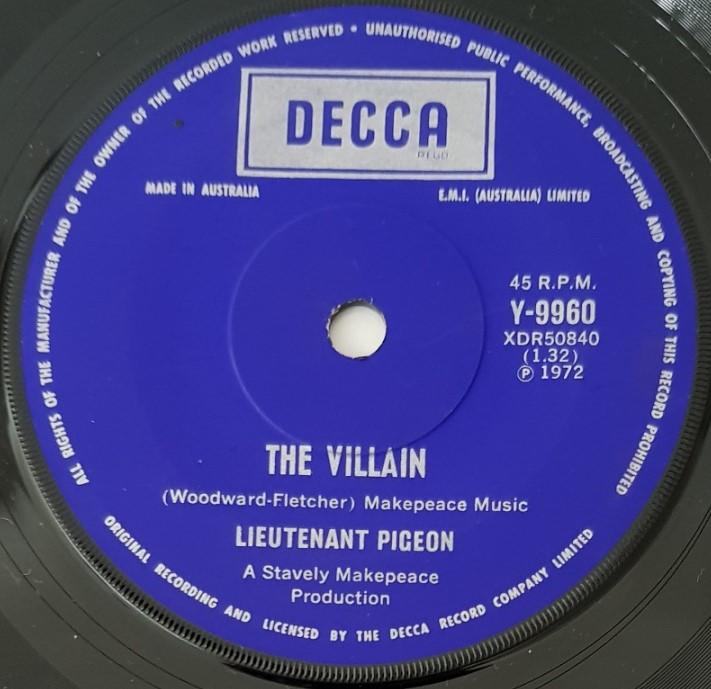 ALL RIGHTS OF THE MANUFACTURER AND OF THE OWNER OF THE RECORDED WORK RESERVED • UNAUTHORISED PUBLIC PERFORMANCE, BROADCASTING AND COPYING OF THIS RECORD PROHIBITED
DECCA
REGD
MADE IN AUSTRALIA
E.M.I. (AUSTRALIA) LIMITED
45 R.P.M.
Y-9960
XDR50840
(1.32)
℗ 1972
THE VILLAIN
(Woodward-Fletcher) Makepeace Music
LIEUTENANT PIGEON
A Stavely Makepeace
Production
ORIGINAL RECORDING AND LICENSED BY THE DECCA RECORD COMPANY LIMITED